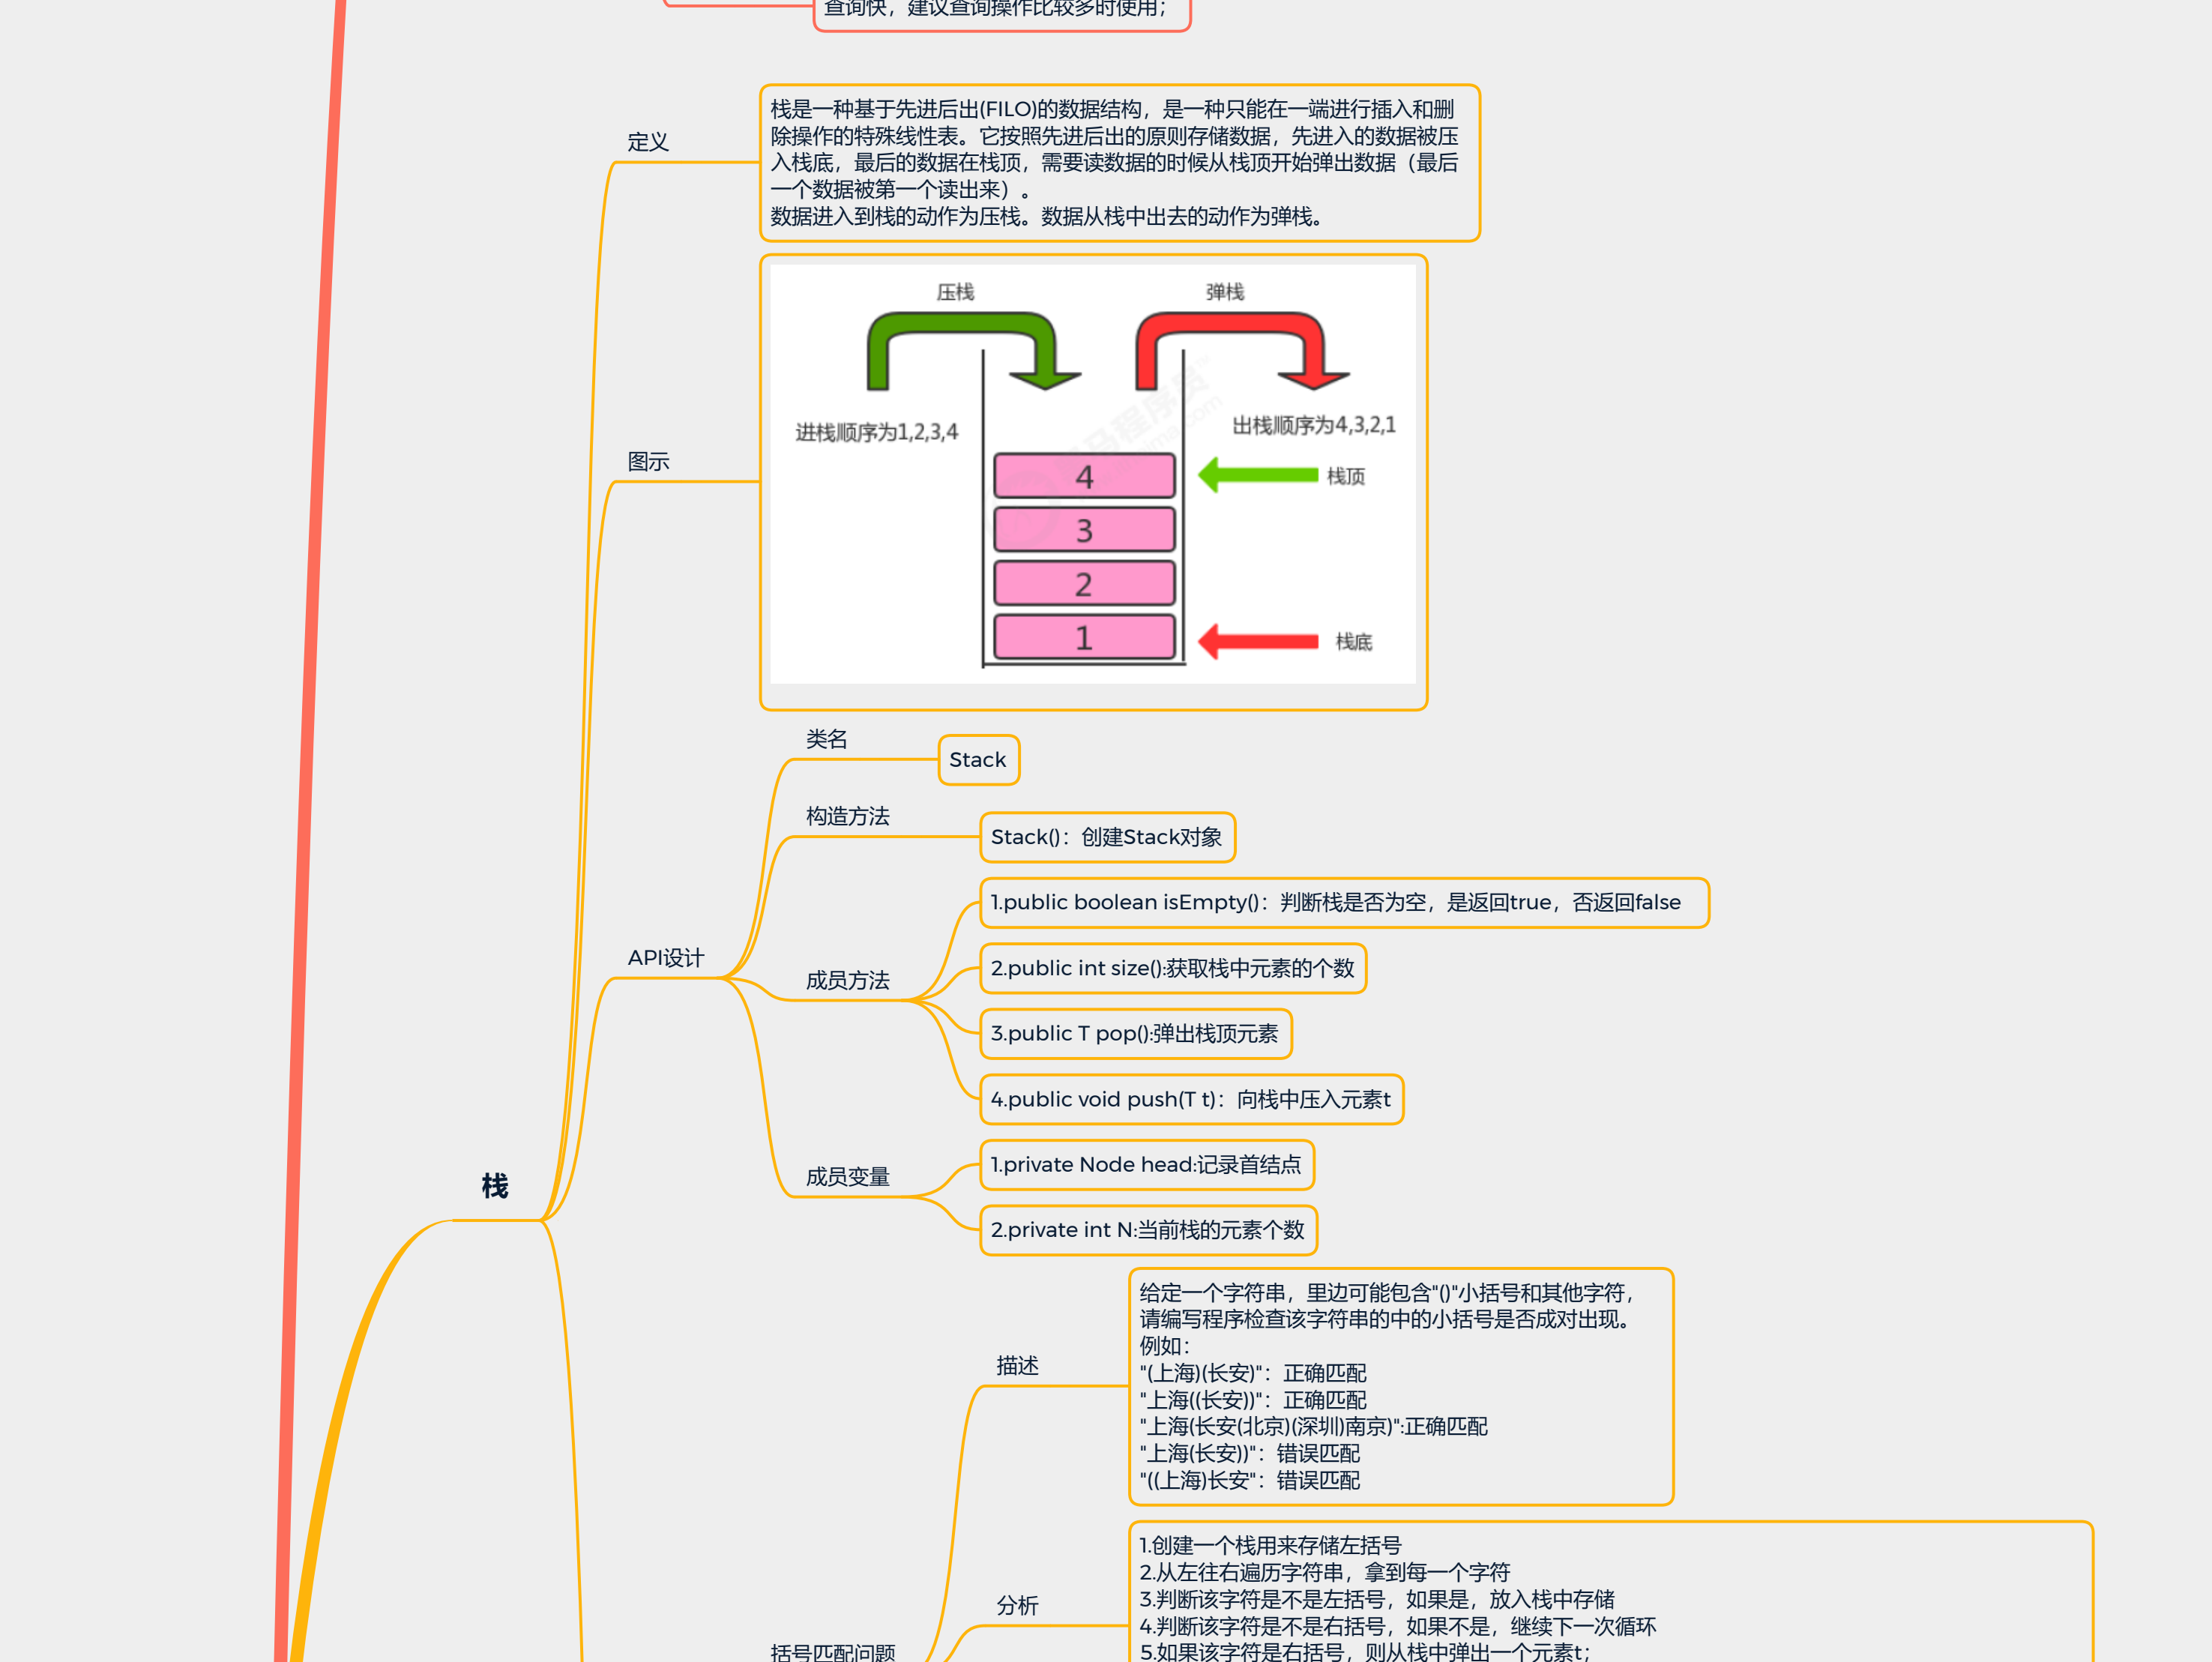 查询快，建议查询操作比较多时使用；
定义
栈是一种基于先进后出(FILO)的数据结构，是一种只能在一端进行插入和删
除操作的特殊线性表。它按照先进后出的原则存储数据，先进入的数据被压
入栈底，最后的数据在栈顶，需要读数据的时候从栈顶开始弹出数据（最后
一个数据被第一个读出来）。
数据进入到栈的动作为压栈。数据从栈中出去的动作为弹栈。
图示
压栈
弹栈
进栈顺序为1,2,3,4
出栈顺序为4,3,2,1
4
栈顶
3
2
1
栈底
类名
Stack
构造方法
Stack()：创建Stack对象
API设计
成员方法
1.public boolean isEmpty()：判断栈是否为空，是返回true，否返回false
2.public int size():获取栈中元素的个数
3.public T pop():弹出栈顶元素
4.public void push(T t)：向栈中压入元素t
成员变量
1.private Node head:记录首结点
2.private int N:当前栈的元素个数
栈
描述
给定一个字符串，里边可能包含"()"小括号和其他字符，
请编写程序检查该字符串的中的小括号是否成对出现。
例如：
"(上海)(长安)"：正确匹配
"上海((长安))"：正确匹配
"上海(长安(北京)(深圳)南京)":正确匹配
"上海(长安))"：错误匹配
"((上海)长安"：错误匹配
分析
1.创建一个栈用来存储左括号
2.从左往右遍历字符串，拿到每一个字符
3.判断该字符是不是左括号，如果是，放入栈中存储
4.判断该字符是不是右括号，如果不是，继续下一次循环
5.如果该字符是右括号，则从栈中弹出一个元素t；
括号匹配问题